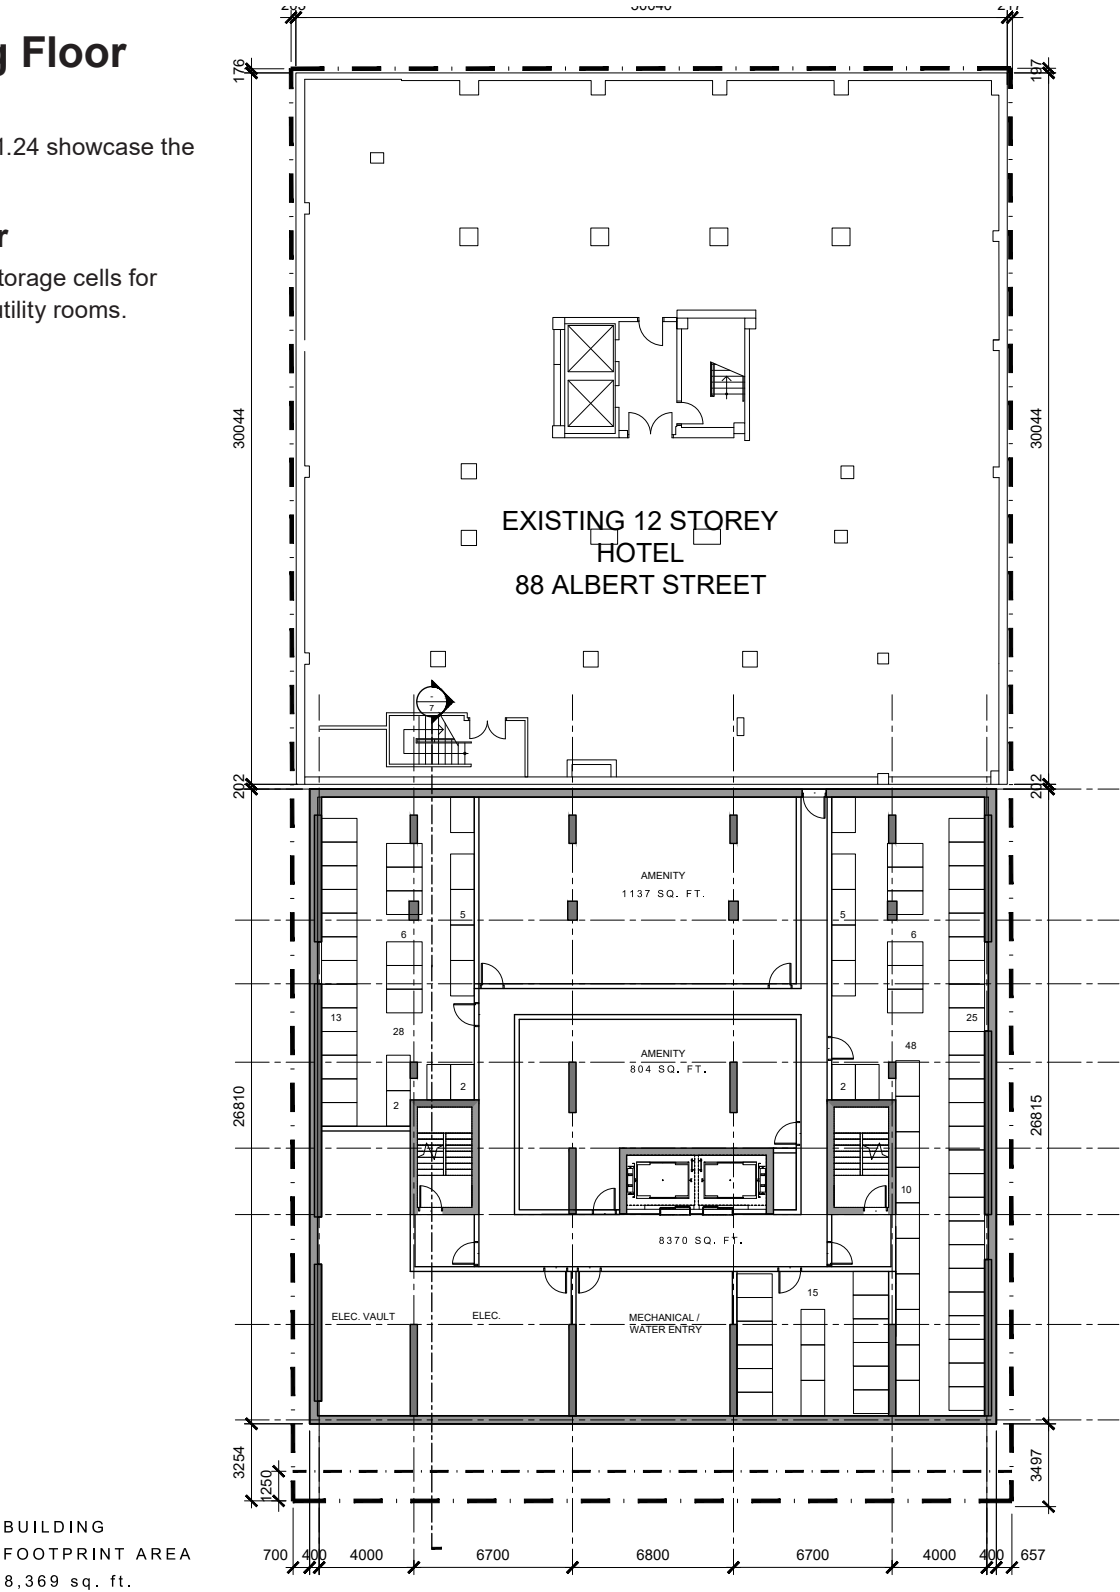 g Floor
1.24 showcase the
r
torage cells for
utility rooms.
176
197
30044
30044
EXISTING 12 STOREY
HOTEL
88 ALBERT STREET
-
7
202
202
AMENITY
1137 SQ. FT.
5
5
6
6
13
28
25
48
AMENITY
804 SQ. FT.
2
2
2
26810
26815
10
8370 SQ. FT.
15
ELEC. VAULT
ELEC.
MECHANICAL /
WATER ENTRY
3254
1250
3497
BUILDING
FOOTPRINT AREA
8,369 sq. ft.
700 400 4000 6700 6800 6700 4000 400 657